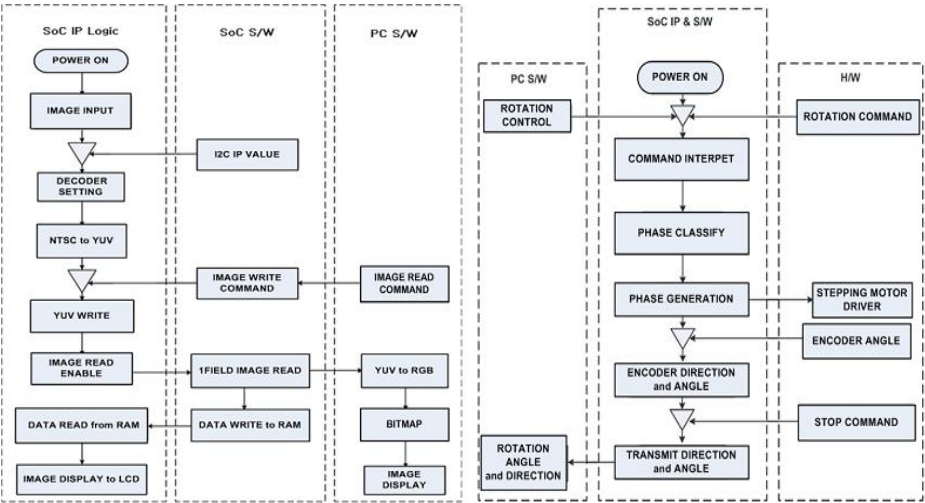 SoC IP Logic
POWER ON
IMAGE INPUT
DECODER
SETTING
NTSC to YUV
YUV WRITE
IMAGE READ
ENABLE
DATA READ from RAM
IMAGE DISPLAY to LCD
SoC S/W
I2C IP VALUE
IMAGE WRITE
COMMAND
1FIELD IMAGE READ
DATA WRITE to RAM
PC S/W
IMAGE READ
COMMAND
YUV to RGB
BITMAP
IMAGE
DISPLAY
PC S/W
ROTATION
CONTROL
ROTATION
ANGLE
and DIRECTION
SoC IP & S/W
POWER ON
COMMAND INTERPET
PHASE CLASSIFY
PHASE GENERATION
ENCODER DIRECTION
and ANGLE
TRANSMIT DIRECTION
and ANGLE
H/W
ROTATION COMMAND
STEPPING MOTOR
DRIVER
ENCODER ANGLE
STOP COMMAND